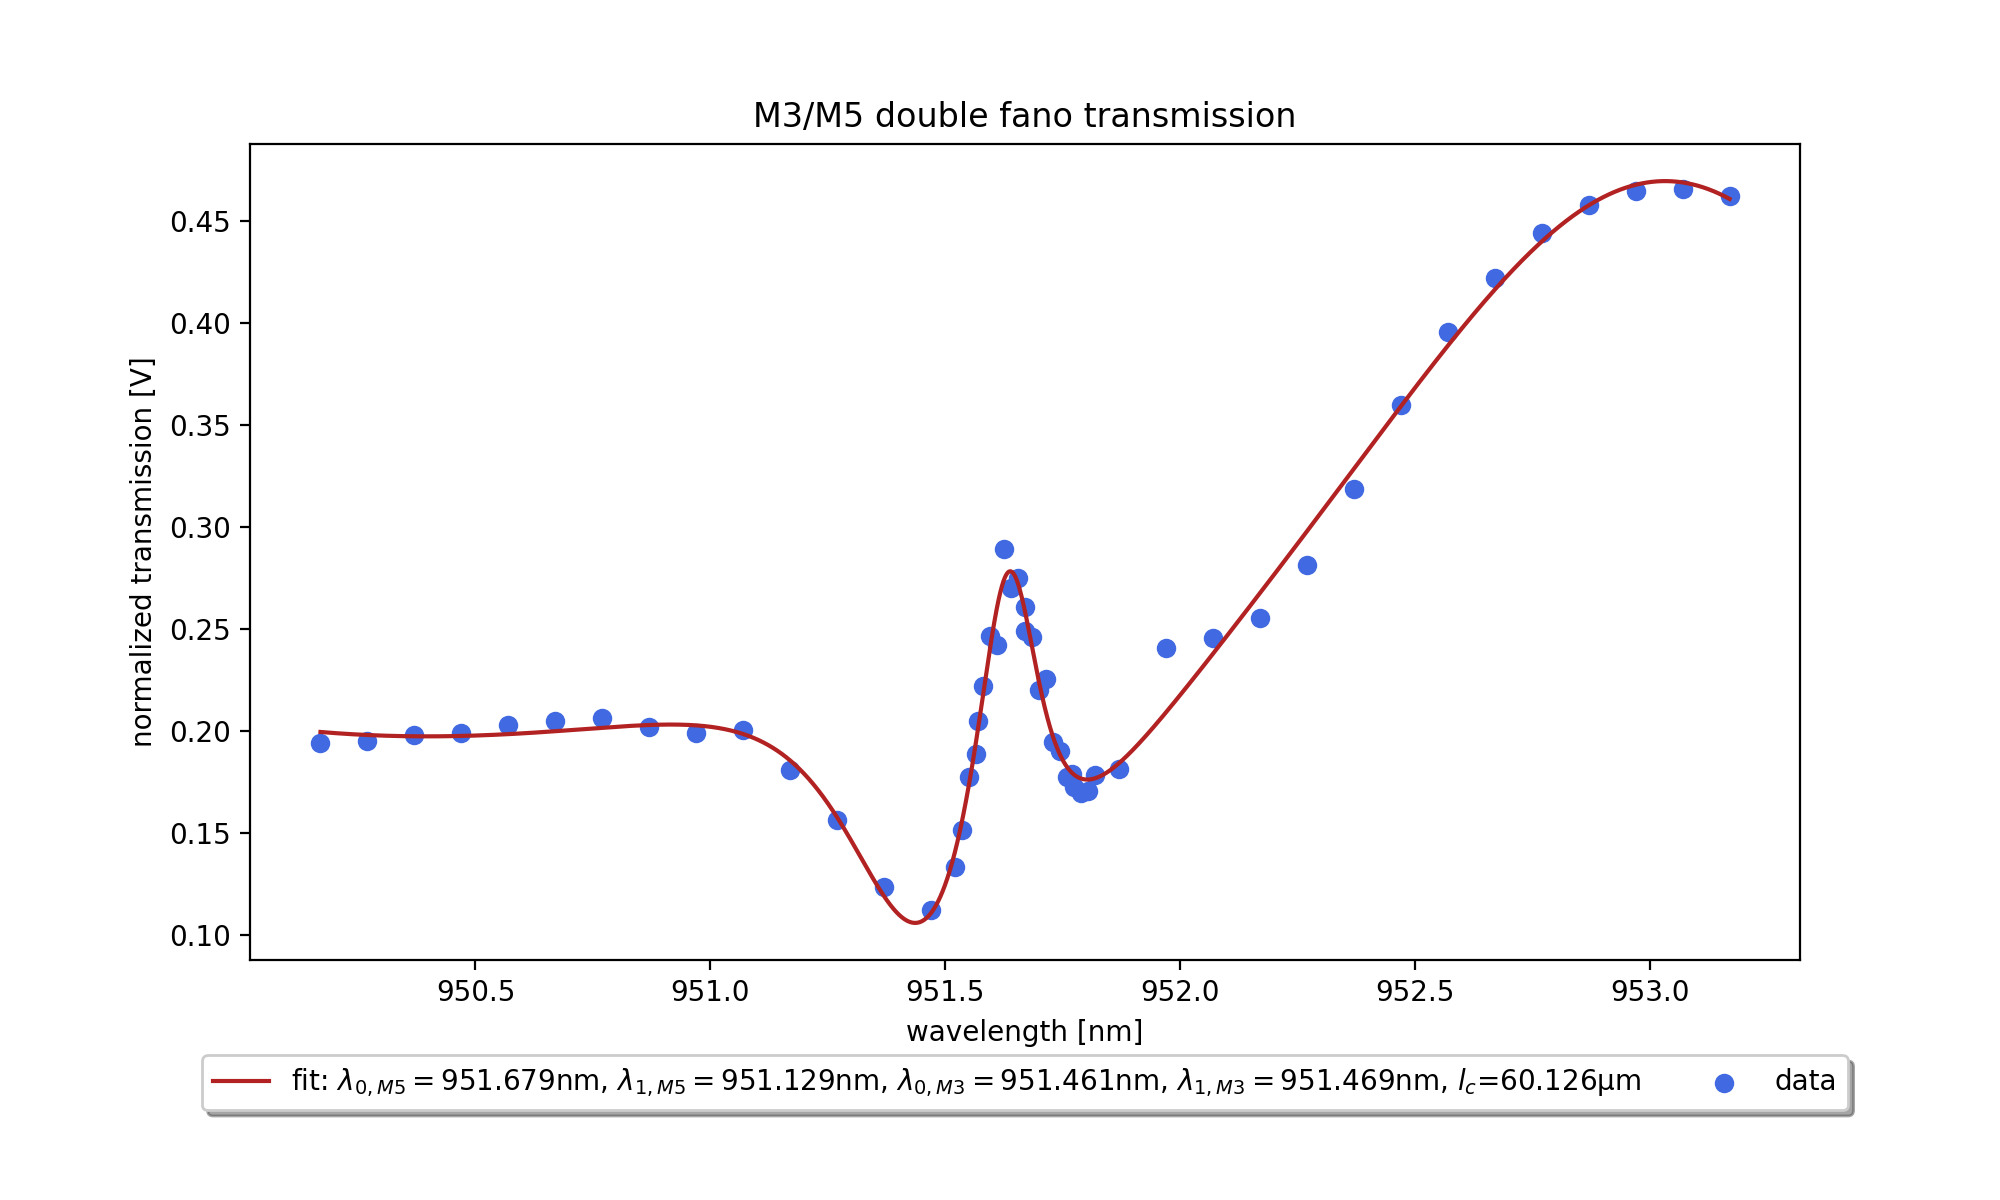 M3/M5 double fano transmission
normalized transmission [V]
0.45
0.40
0.35
0.30
0.25
0.20
0.15
0.10
950.5 951.0 951.5 952.0 952.5 953.0
wavelength [nm]
fit: λ0,M5 = 951.679nm, λ1,M5 = 951.129nm, λ0,M3 = 951.461nm, λ1,M3 = 951.469nm, lc=60.126µm data